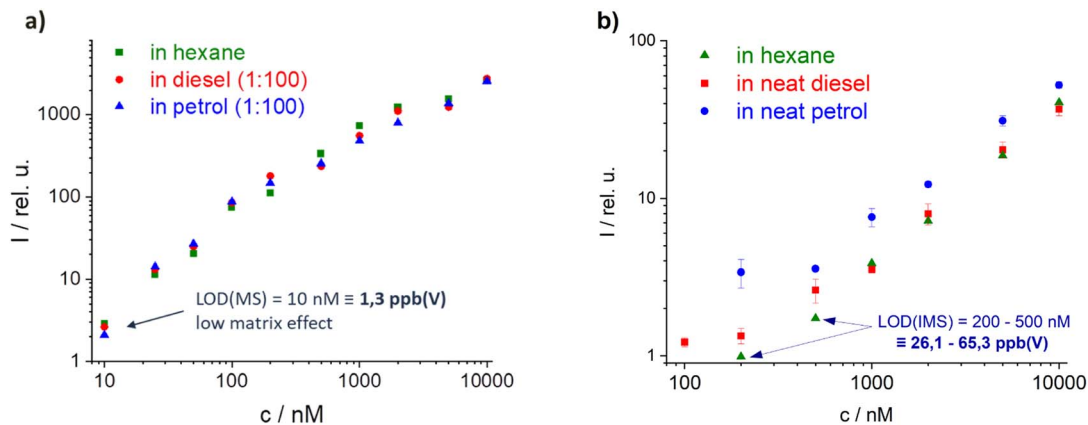 a)
in hexane
in diesel (1:100)
in petrol (1:100)
1000
100
10
1
I / rel. u.
LOD(MS) = 10 nM ≡ 1,3 ppb(V)
low matrix effect
10
100
1000
10000
c / nM
b)
in hexane
in neat diesel
in neat petrol
100
10
1
I / rel. u.
LOD(IMS) = 200 - 500 nM
≡ 26,1 - 65,3 ppb(V)
100
1000
10000
c / nM